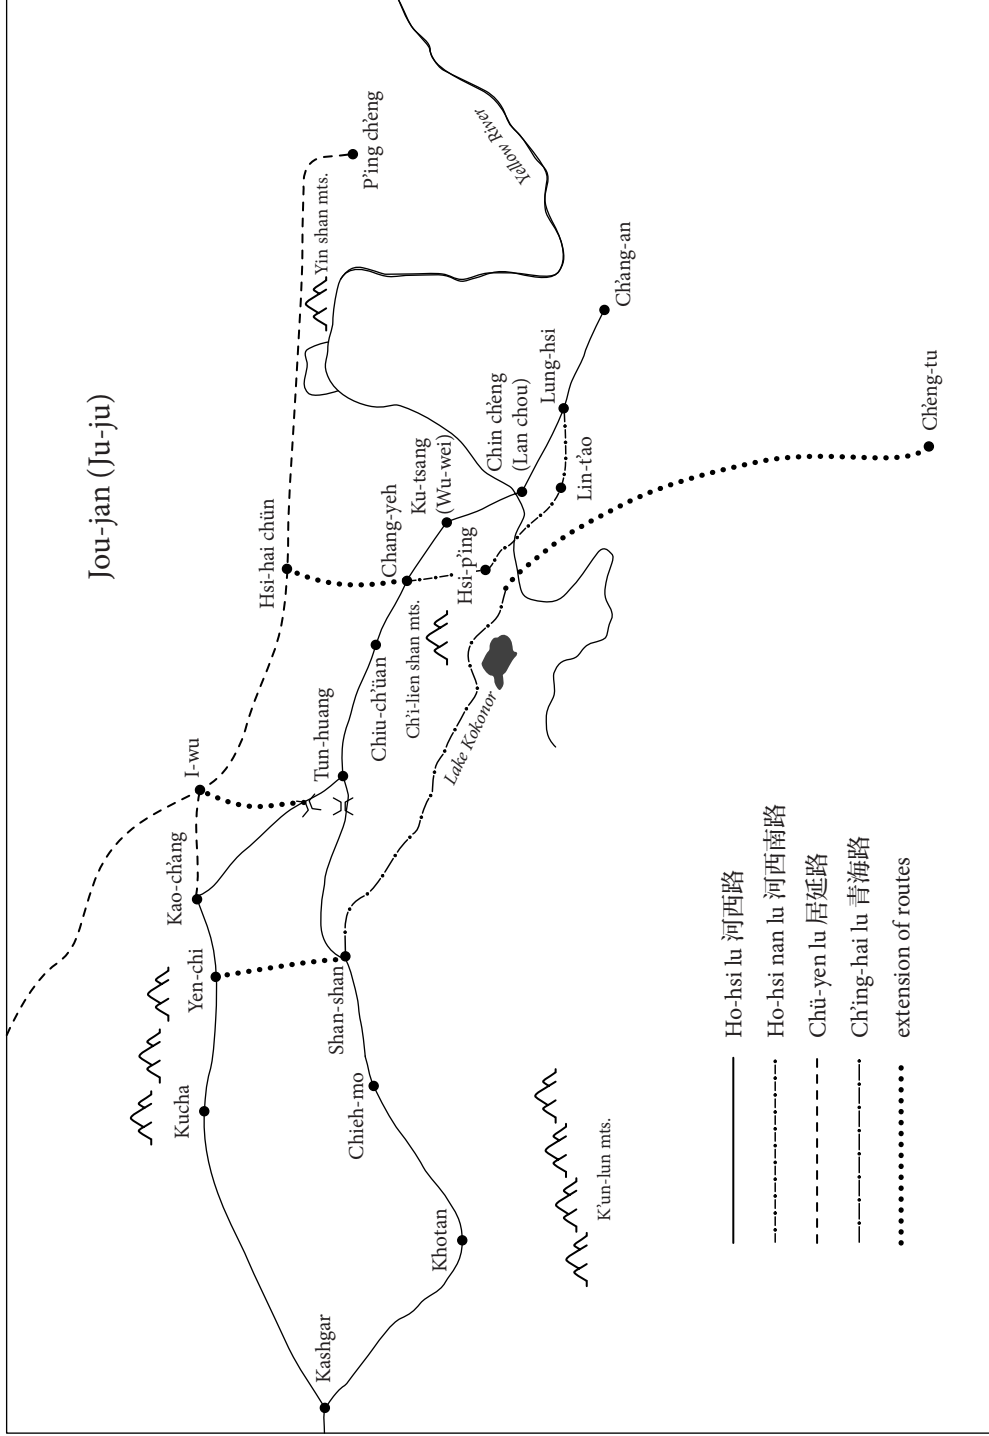 Jou-jan (Ju-ju)
P'ing ch'eng
Yin shan mts.
Yellow River
Hsi-hai chün
I-wu
Kao-ch'ang
Yen-chi
Kucha
Kashgar
Tun-huang
Chiu-ch'üan
Chang-yeh
Ku-tsang
(Wu-wei)
Chin ch'eng
(Lan chou)
Lung-hsi
Ch'ang-an
Ch'i-lien shan mts.
Hsi-p'ing
Lin-t'ao
Ch'eng-tu
Lake Kokonor
Shan-shan
Chieh-mo
Khotan
K'un-lun mts.
Ho-hsi lu 河西路
Ho-hsi nan lu 河西南路
Chü-yen lu 居延路
Ch'ing-hai lu 青海路
extension of routes